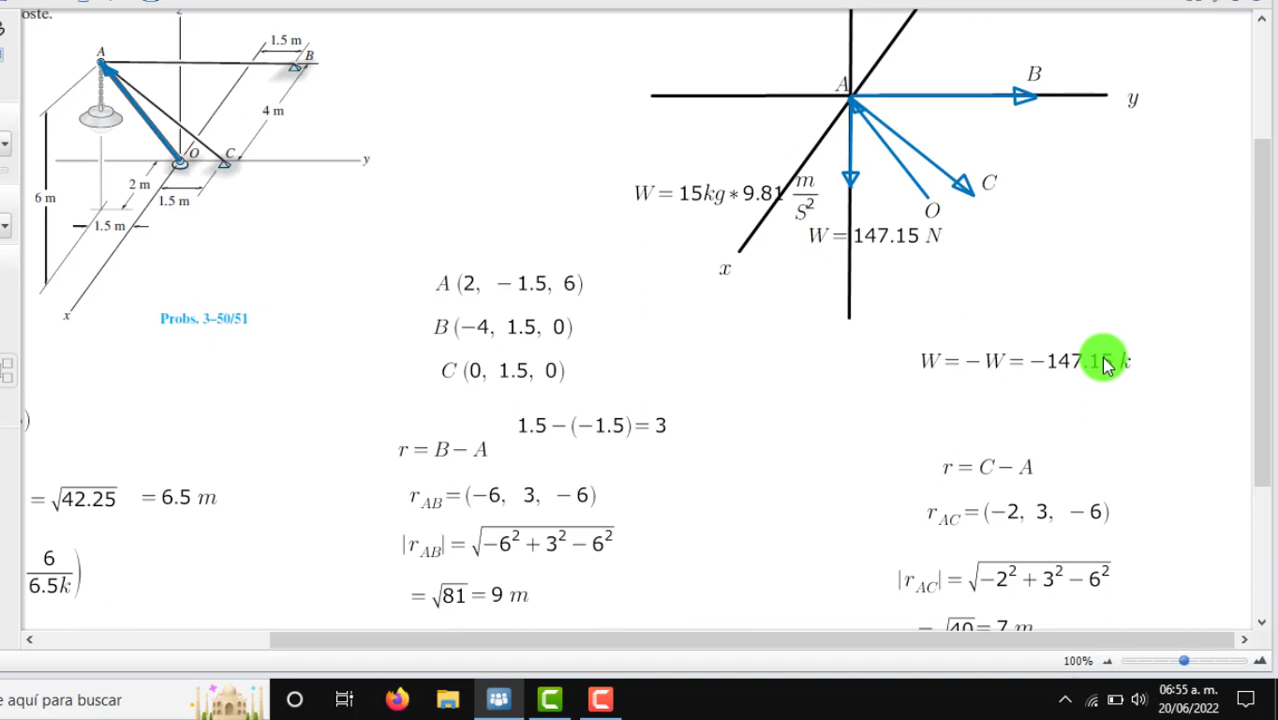 oste.
z
1.5 m
A
B
4 m
O
C
y
2 m
6 m
1.5 m
1.5 m
x
Probs. 3–50/51
A
B
y
C
O
x
W = 15kg * 9.81 m/S²
W = 147.15 N
A (2, − 1.5, 6)
B (−4, 1.5, 0)
C (0, 1.5, 0)
W = − W = −147.15 k
)
1.5 − (−1.5) = 3
r = B − A
r = C − A
= √42.25 = 6.5 m
r_AB = (−6, 3, − 6)
r_AC = (−2, 3, − 6)
|r_AB| = √−6² + 3² − 6²
6/6.5k )
|r_AC| = √−2² + 3² − 6²
= √81 = 9 m
= √40 = 7 m
100%
e aquí para buscar
06:55 a. m.
20/06/2022